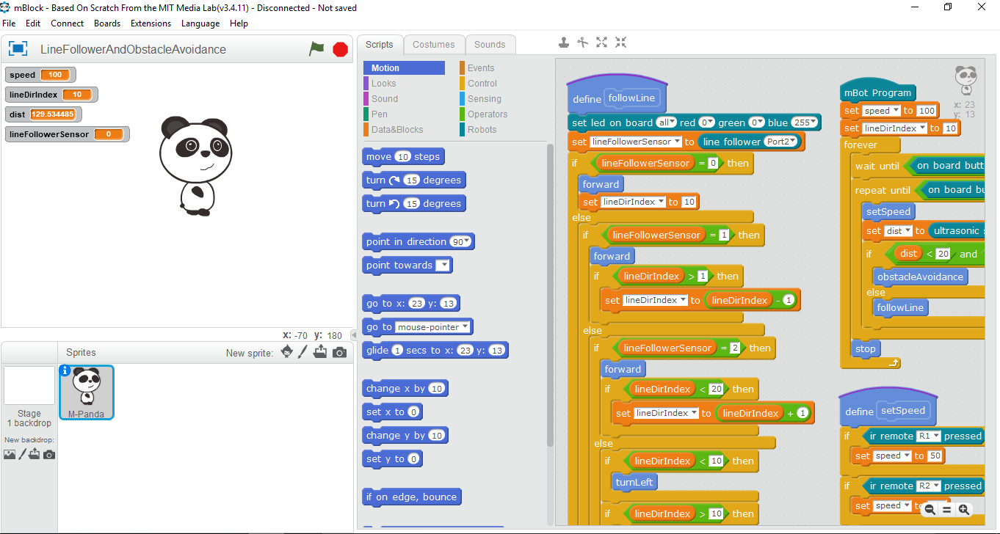 mBlock - Based On Scratch From the MIT Media Lab(v3.4.11) - Disconnected - Not saved
File Edit Connect Boards Extensions Language Help
LineFollowerAndObstacleAvoidance
speed 100
lineDirIndex 10
dist 129.534485
lineFollowerSensor 0
x: -70 y: 180
Sprites New sprite:
Stage
1 backdrop
New backdrop:
M-Panda
Scripts Costumes Sounds
Motion Events
Looks Control
Sound Sensing
Pen Operators
Data&Blocks Robots
move 10 steps
turn 15 degrees
turn 15 degrees
point in direction 90
point towards
go to x: 23 y: 13
go to mouse-pointer
glide 1 secs to x: 23 y: 13
change x by 10
set x to 0
change y by 10
set y to 0
if on edge, bounce
define followLine
set led on board all red 0 green 0 blue 255
set lineFollowerSensor to line follower Port2
if lineFollowerSensor = 0 then
forward
set lineDirIndex to 10
else
if lineFollowerSensor = 1 then
forward
if lineDirIndex > 1 then
set lineDirIndex to lineDirIndex - 1
else
if lineFollowerSensor = 2 then
forward
if lineDirIndex < 20 then
set lineDirIndex to lineDirIndex + 1
else
if lineDirIndex < 10 then
turnLeft
if lineDirIndex > 10 then
x: 23
y: 13
mBot Program
set speed to 100
set lineDirIndex to 10
forever
wait until on board butt
repeat until on board bu
setSpeed
set dist to ultrasonic s
if dist < 20 and
obstacleAvoidance
else
followLine
stop
define setSpeed
if ir remote R1 pressed
set speed to 50
if ir remote R2 pressed
set speed to